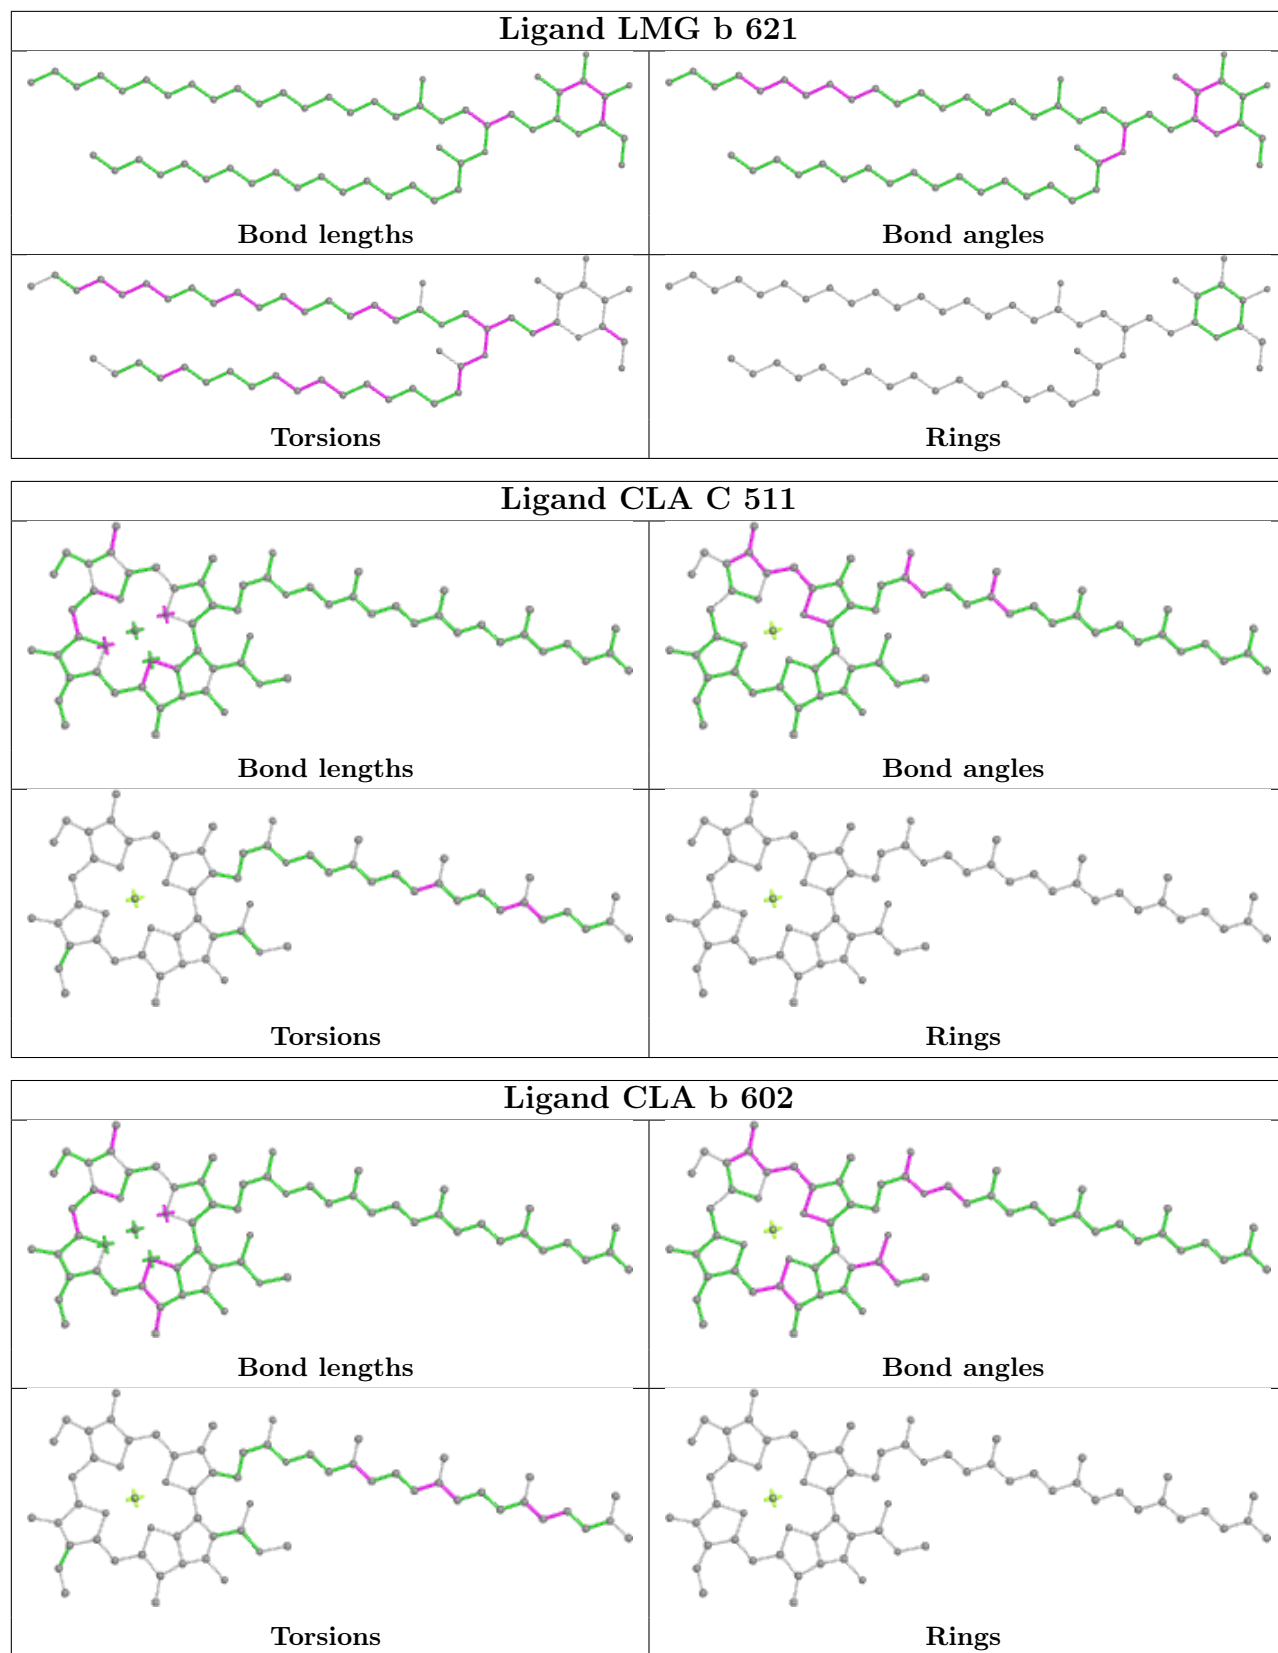 Ligand LMG b 621
Bond lengths
Bond angles
Torsions
Rings
Ligand CLA C 511
Bond lengths
Bond angles
Torsions
Rings
Ligand CLA b 602
Bond lengths
Bond angles
Torsions
Rings